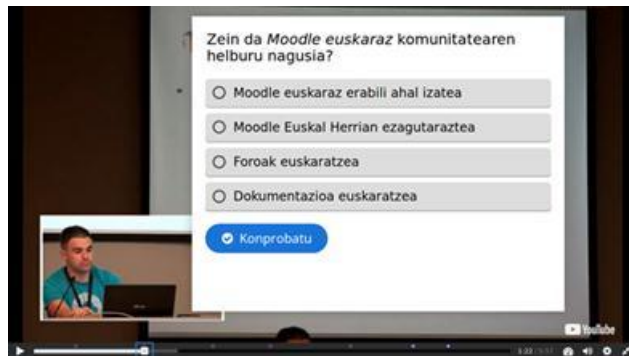 Zein da Moodle euskaraz komunitatearen
helburu nagusia?
Moodle euskaraz erabili ahal izatea
Moodle Euskal Herrian ezagutaraztea
Foroak euskaratzea
Dokumentazioa euskaratzea
Konprobatu
YouTube